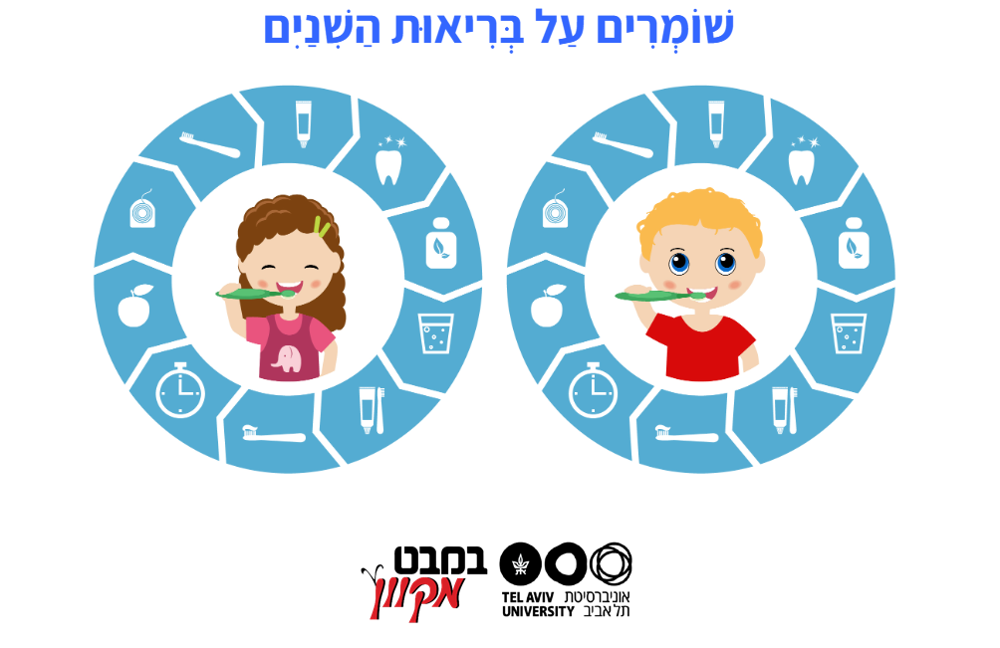 שׁוֹמְרִים עַל בְּרִיאוּת הַשִׁנַיִם
במבט
מקוון
אוניברסיטת
תל אביב
TEL AVIV
UNIVERSITY